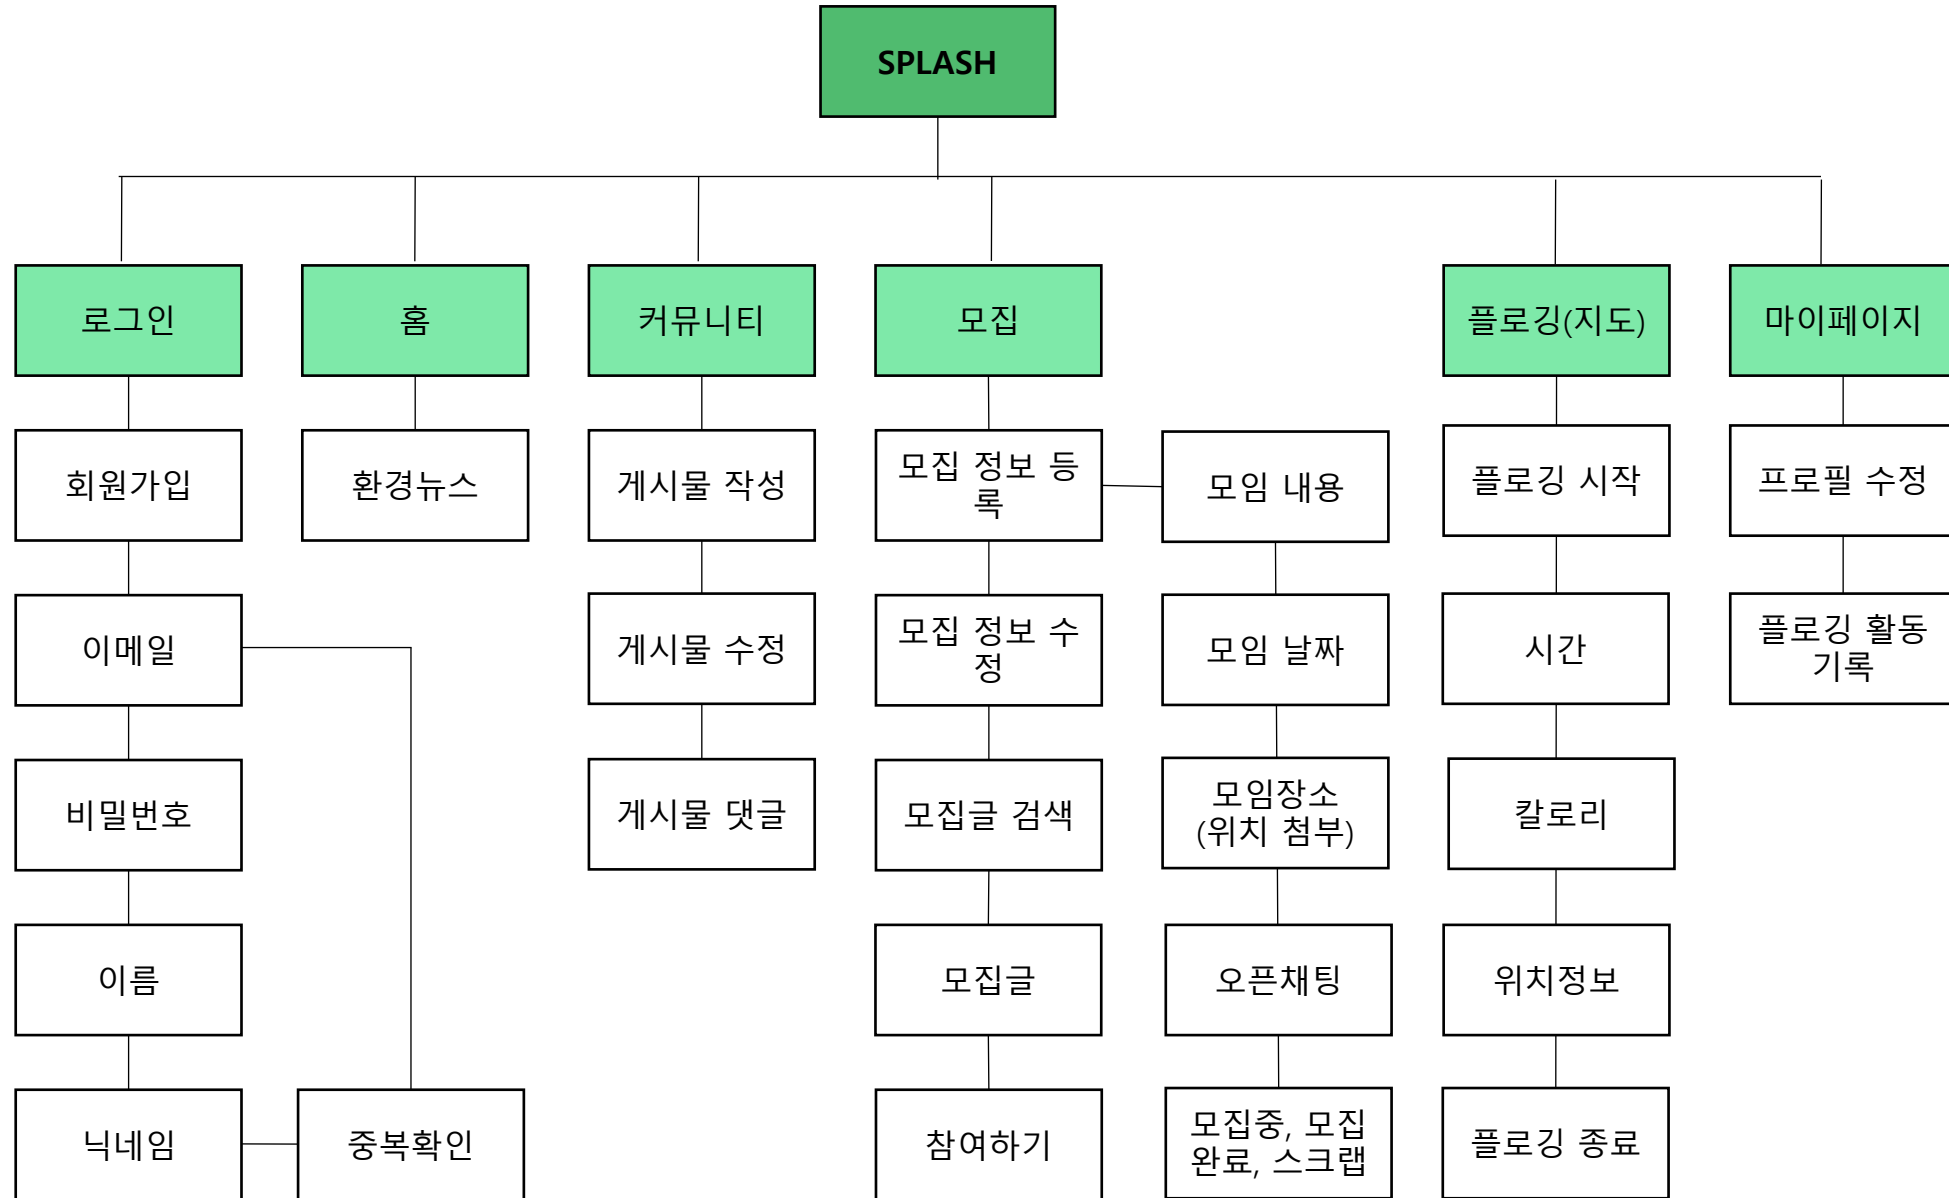 SPLASH
로그인
홈
커뮤니티
모집
플로깅(지도)
마이페이지
회원가입
환경뉴스
게시물 작성
모집 정보 등
록
모임 내용
플로깅 시작
프로필 수정
이메일
게시물 수정
모집 정보 수
정
모임 날짜
시간
플로깅 활동
기록
비밀번호
게시물 댓글
모집글 검색
모임장소
(위치 첨부)
칼로리
이름
모집글
오픈채팅
위치정보
닉네임
중복확인
참여하기
모집중, 모집
완료, 스크랩
플로깅 종료